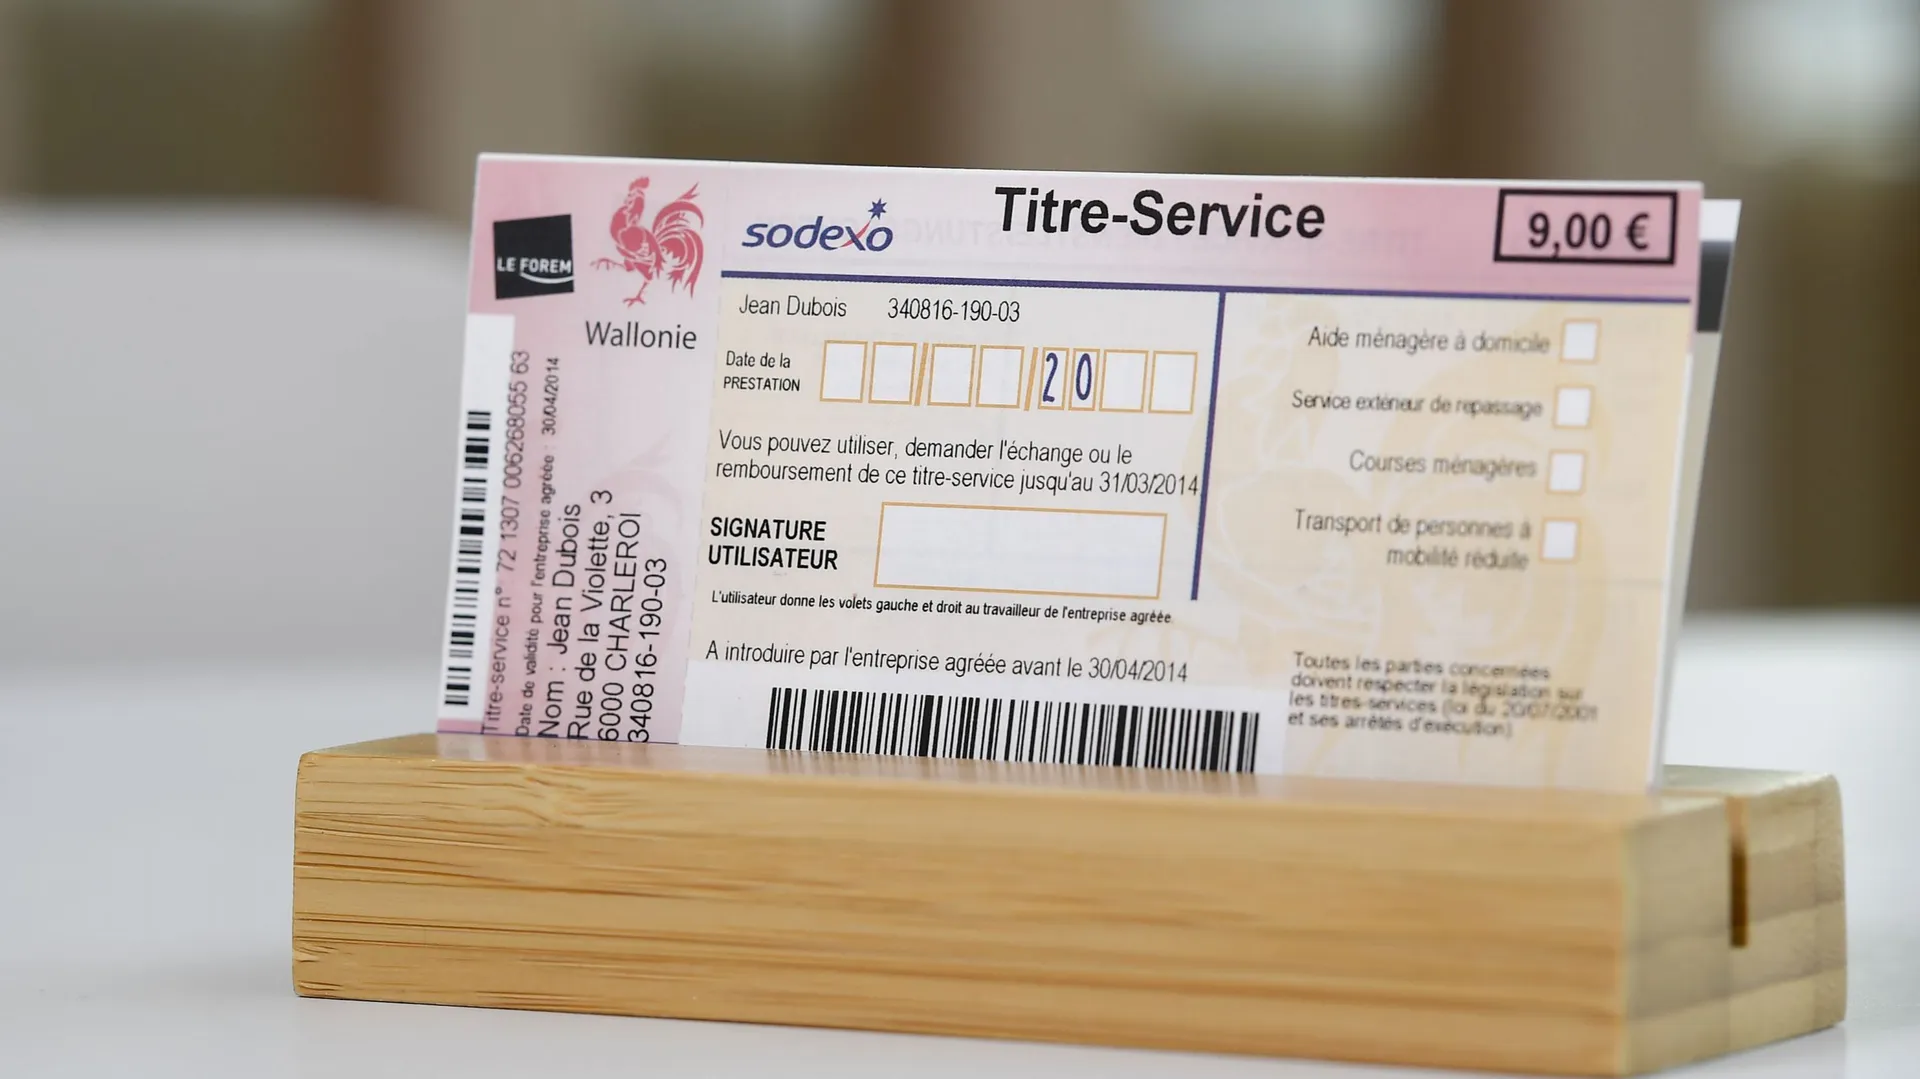 LE FOREM
Wallonie
Titre-service n° 72 1307 006268055 63
Date de validité pour l'entreprise agréée : 30/04/2014
Nom : Jean Dubois
Rue de la Violette, 3
6000 CHARLEROI
340816-190-03
sodexo
Titre-Service
9,00 €
Jean Dubois 340816-190-03
Date de la
PRESTATION
/ / 20
Vous pouvez utiliser, demander l'échange ou le
remboursement de ce titre-service jusqu'au 31/03/2014
SIGNATURE
UTILISATEUR
L'utilisateur donne les volets gauche et droit au travailleur de l'entreprise agréée
A introduire par l'entreprise agréée avant le 30/04/2014
Aide ménagère à domicile
Service extérieur de repassage
Courses ménagères
Transport de personnes à
mobilité réduite
Toutes les parties concernées
doivent respecter la législation sur
les titres-services (loi du 20/07/2001
et ses arrêtés d'exécution)